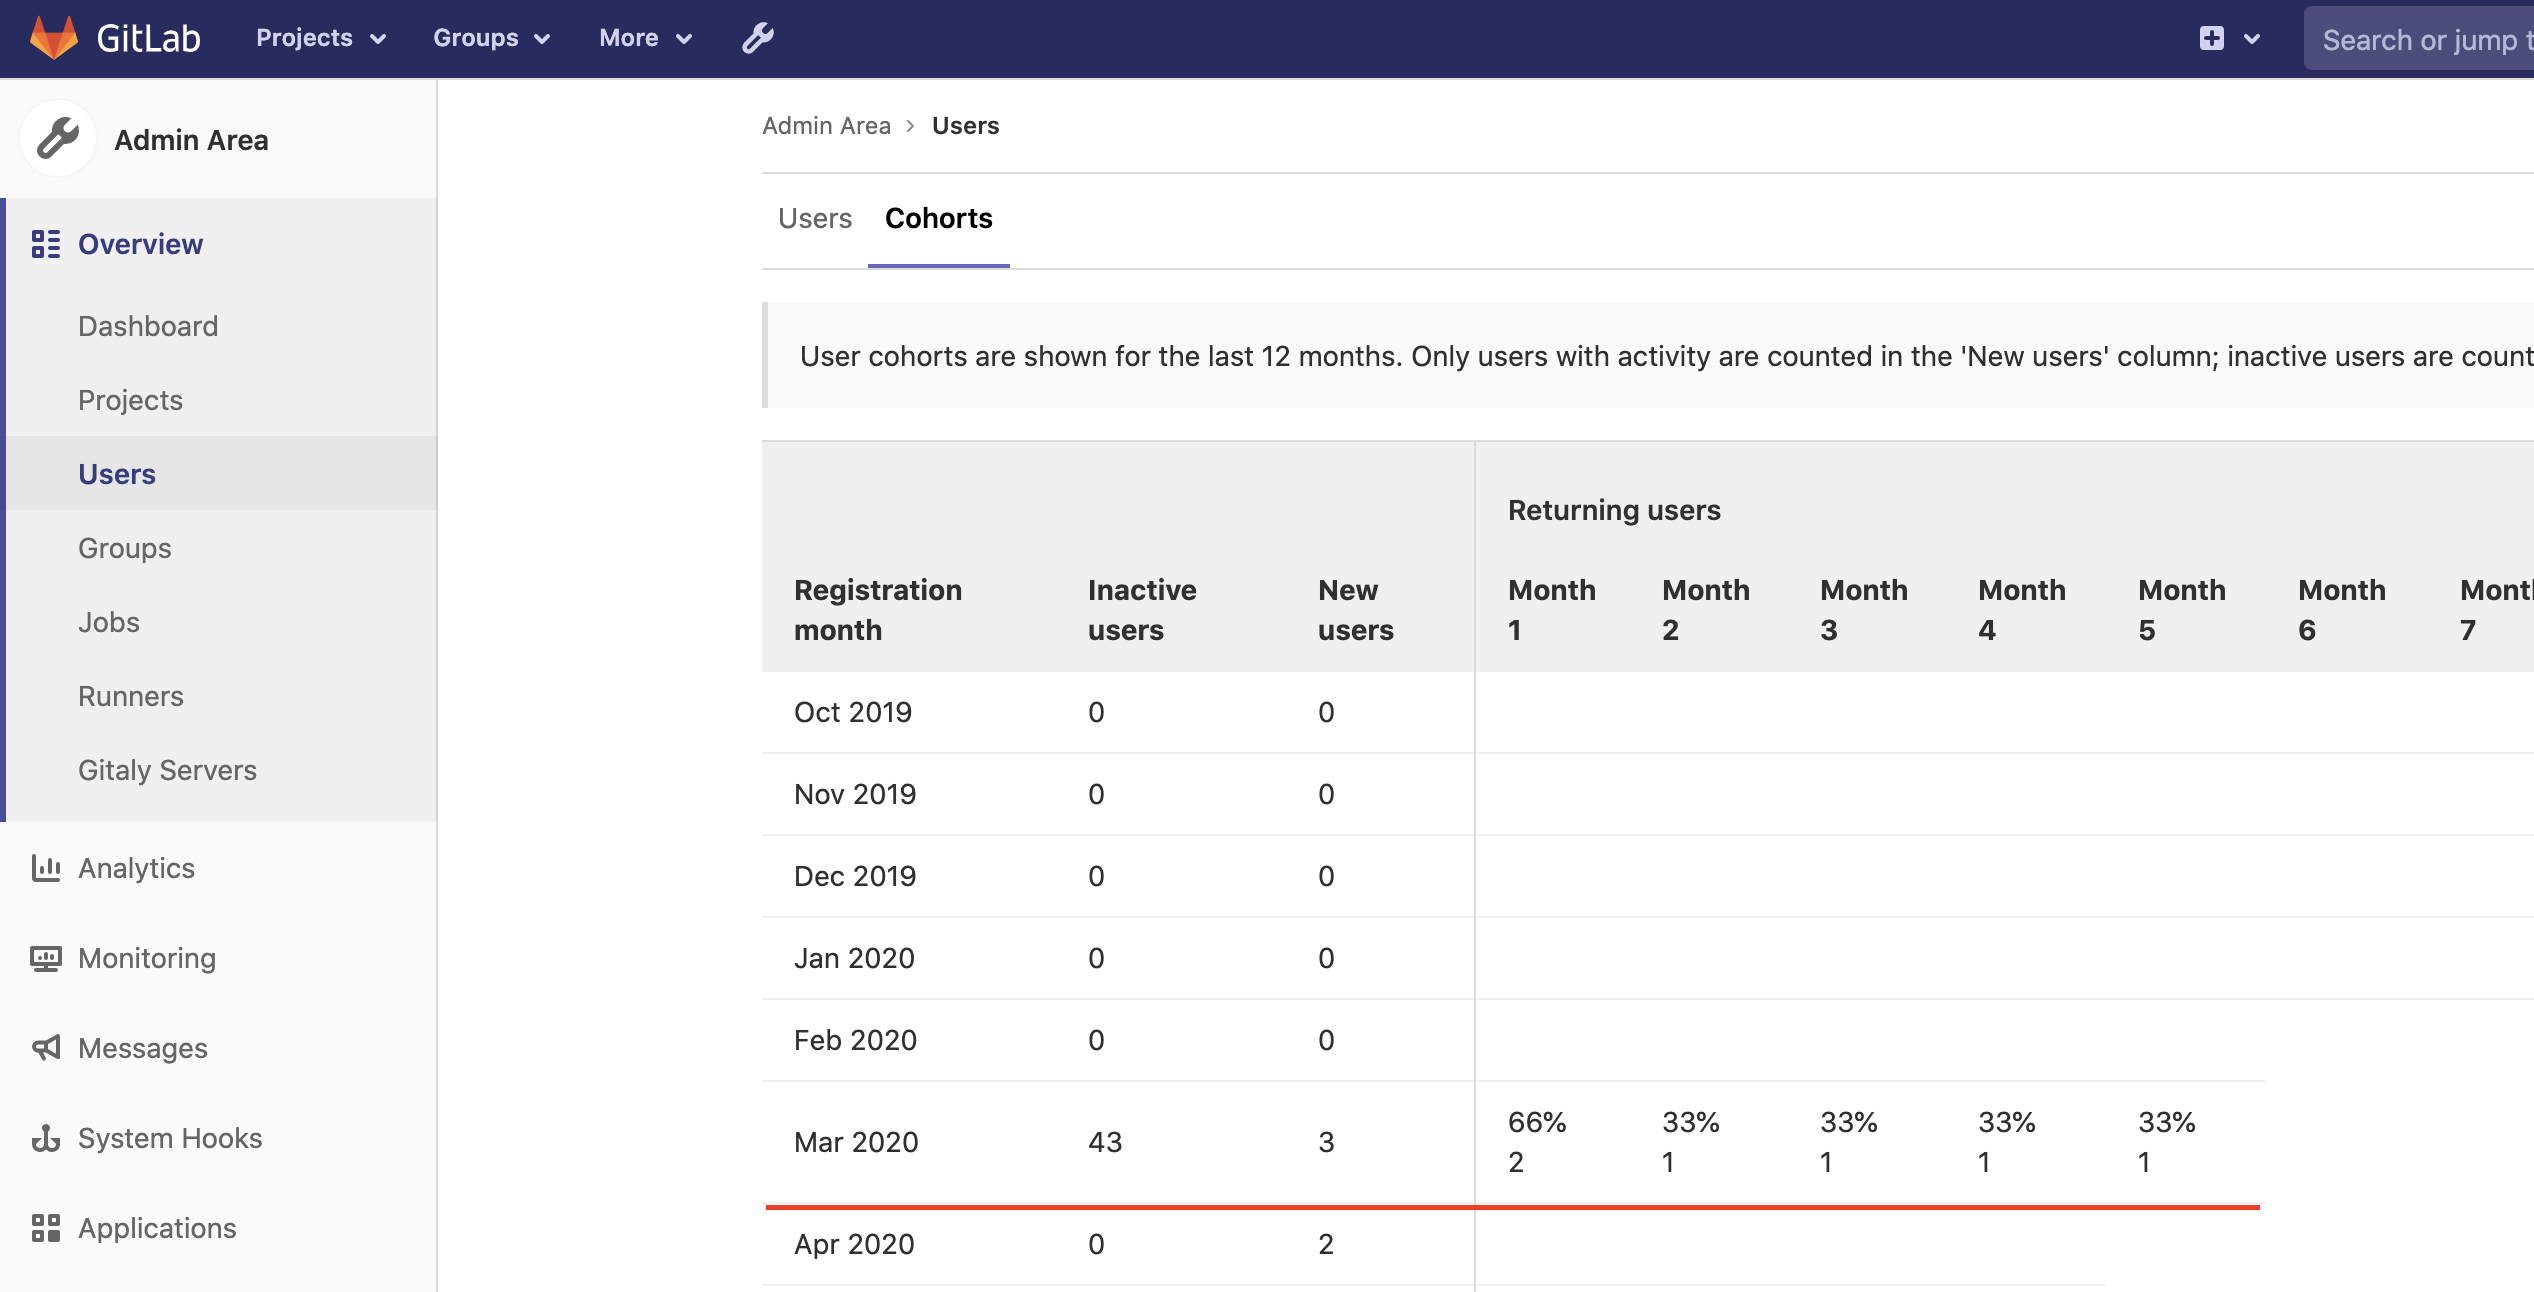 GitLab Projects Groups More Search or jump t
Admin Area
Overview
Dashboard
Projects
Users
Groups
Jobs
Runners
Gitaly Servers
Analytics
Monitoring
Messages
System Hooks
Applications
Admin Area > Users
Users Cohorts
User cohorts are shown for the last 12 months. Only users with activity are counted in the 'New users' column; inactive users are count
Returning users
Registration month Inactive users New users Month 1 Month 2 Month 3 Month 4 Month 5 Month 6 Month 7
Oct 2019 0 0
Nov 2019 0 0
Dec 2019 0 0
Jan 2020 0 0
Feb 2020 0 0
Mar 2020 43 3 66% 2 33% 1 33% 1 33% 1 33% 1
Apr 2020 0 2